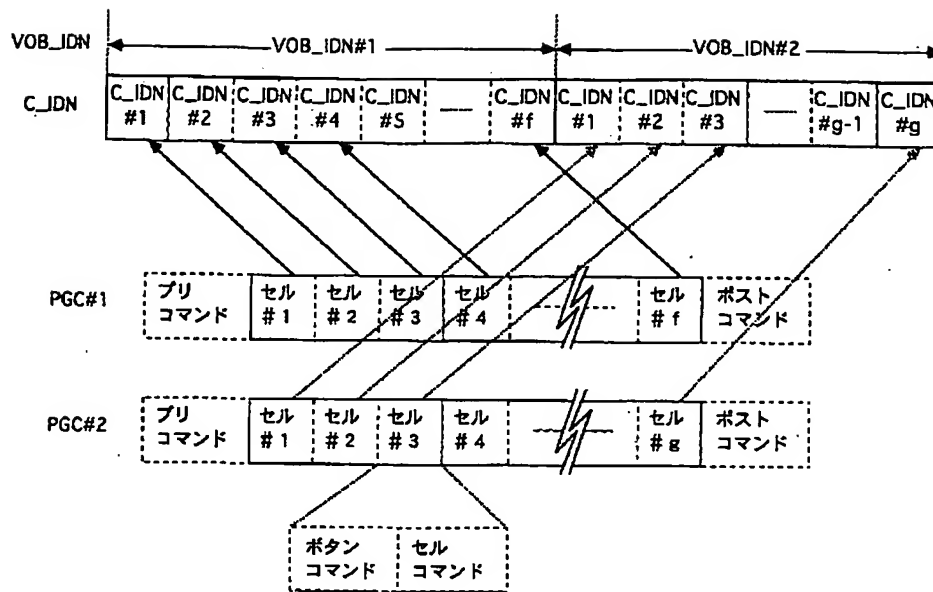 VOB_IDN VOB_IDN#1 VOB_IDN#2
C_IDN C_IDN C_IDN C_IDN C_IDN C_IDN C_IDN C_IDN C_IDN C_IDN C_IDN C_IDN
#1 #2 #3 #4 #5 #f #1 #2 #3 #g-1 #g
PGC#1 プリ セル セル セル セル セル ポスト
コマンド #1 #2 #3 #4 #f コマンド
PGC#2 プリ セル セル セル セル セル ポスト
コマンド #1 #2 #3 #4 #g コマンド
ボタン セル
コマンド コマンド